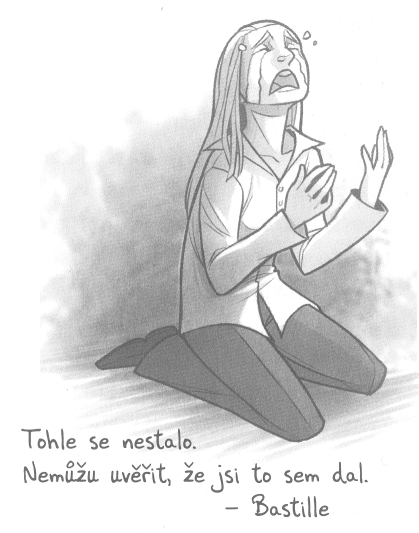 Tohle se nestalo.
Nemůžu uvěřit, že jsi to sem dal.
– Bastille